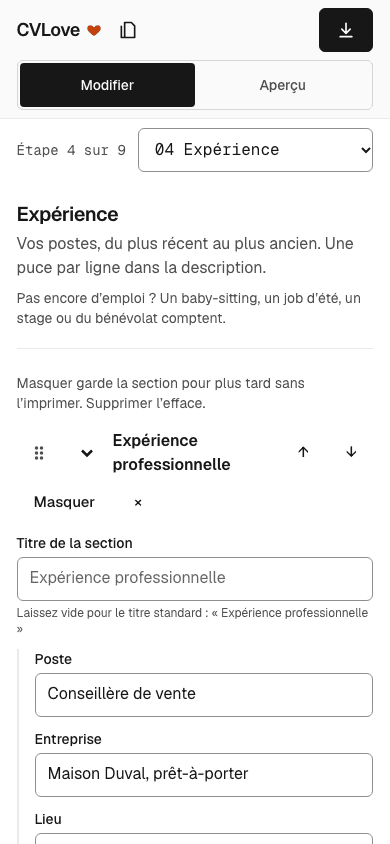 CVLove
Modifier
Aperçu
Étape 4 sur 9
04 Expérience
Expérience
Vos postes, du plus récent au plus ancien. Une
puce par ligne dans la description.
Pas encore d'emploi ? Un baby-sitting, un job d'été, un
stage ou du bénévolat comptent.
Masquer garde la section pour plus tard sans
l'imprimer. Supprimer l'efface.
Expérience
professionnelle
Masquer
×
Titre de la section
Expérience professionnelle
Laissez vide pour le titre standard : « Expérience professionnelle
»
Poste
Conseillère de vente
Entreprise
Maison Duval, prêt-à-porter
Lieu